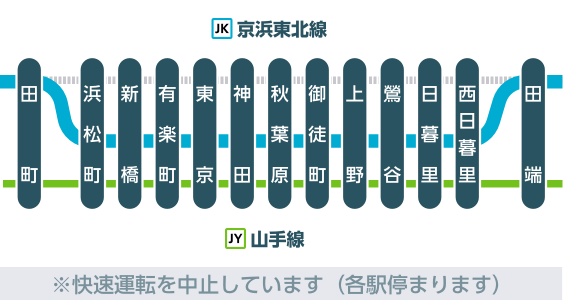 JK 京浜東北線
田町
浜松町
新橋
有楽町
東京
神田
秋葉原
御徒町
上野
鶯谷
日暮里
西日暮里
田端
JY 山手線
※快速運転を中止しています（各駅停まります）